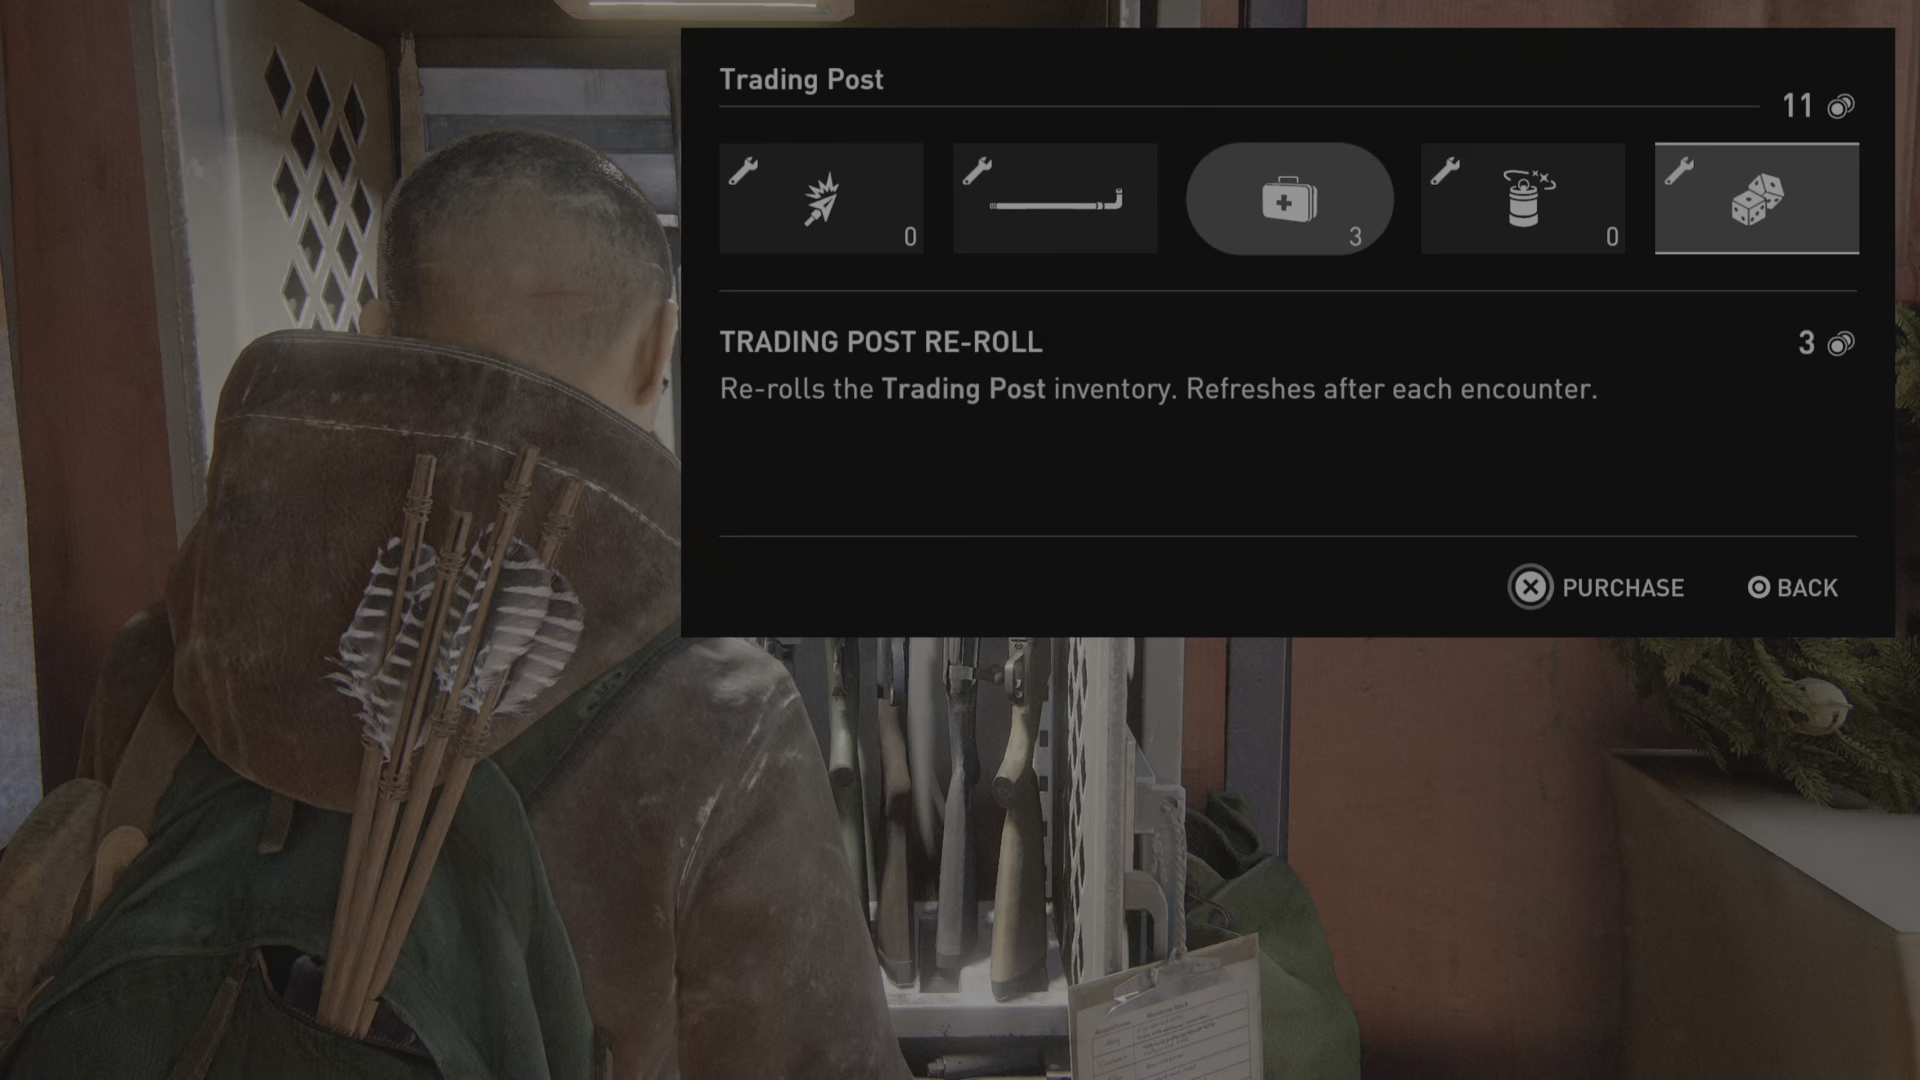 Trading Post
11
0
3
0
TRADING POST RE-ROLL
3
Re-rolls the Trading Post inventory. Refreshes after each encounter.
PURCHASE
BACK